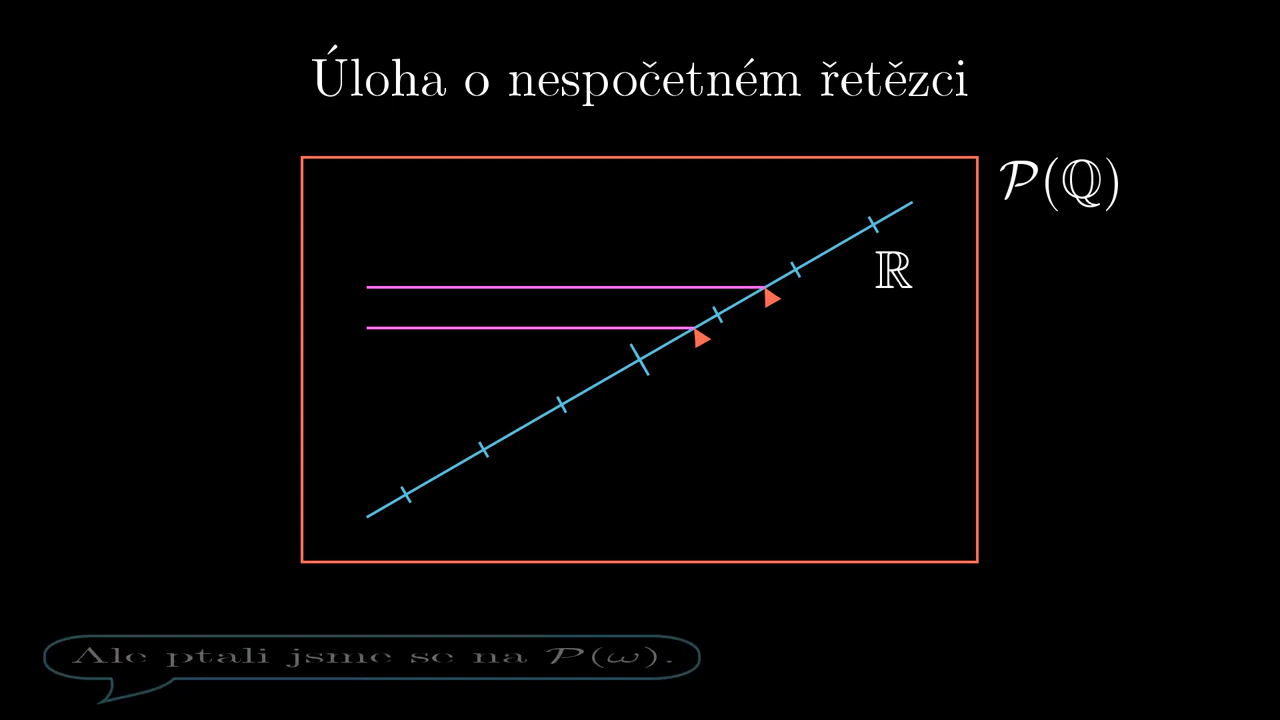 Úloha o nespočetném řetězci
𝒫(ℚ)
ℝ
Ale ptali jsme se na 𝒫(ω).